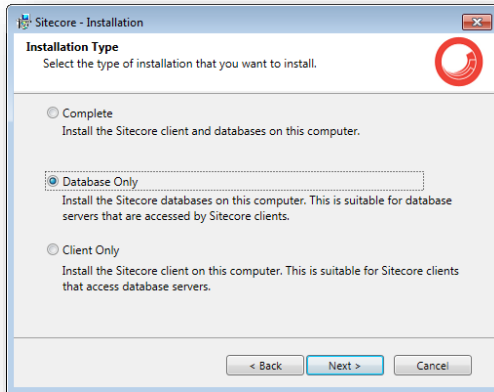 Sitecore - Installation
Installation Type
Select the type of installation that you want to install.
Complete
Install the Sitecore client and databases on this computer.
Database Only
Install the Sitecore databases on this computer. This is suitable for database
servers that are accessed by Sitecore clients.
Client Only
Install the Sitecore client on this computer. This is suitable for Sitecore clients
that access database servers.
< Back Next > Cancel